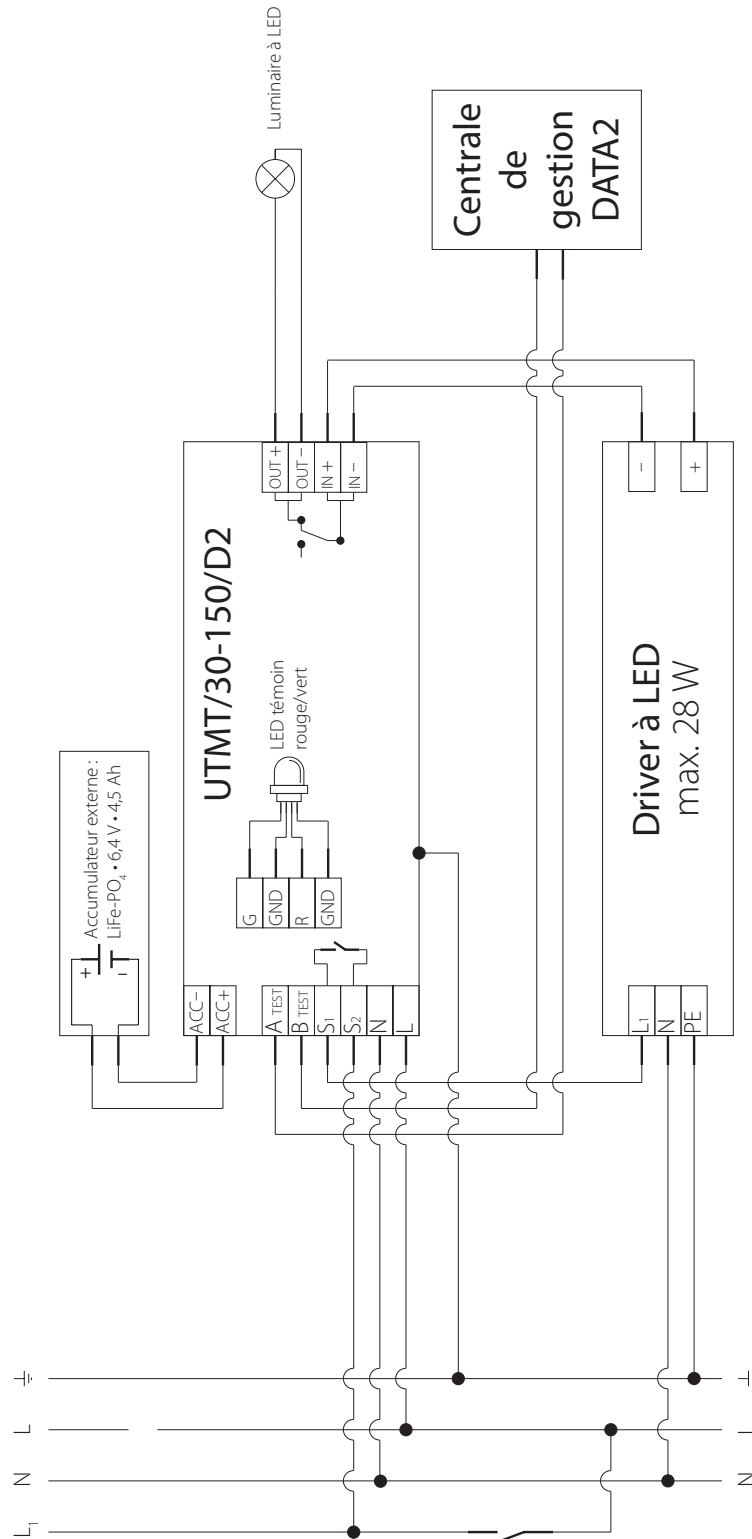 Luminaire à LED
Centrale
de
gestion
DATA2
UTMT/30-150/D2
OUT +
OUT –
IN +
IN –
LED témoin
rouge/vert
G
GND
R
GND
Accumulateur externe :
LiFe-PO₄ • 6,4 V • 4,5 Ah
+
–
ACC–
ACC+
A TEST
B TEST
S1
S2
N
L
Driver à LED
max. 28 W
–
+
L1
N
PE
L
N
L1
N